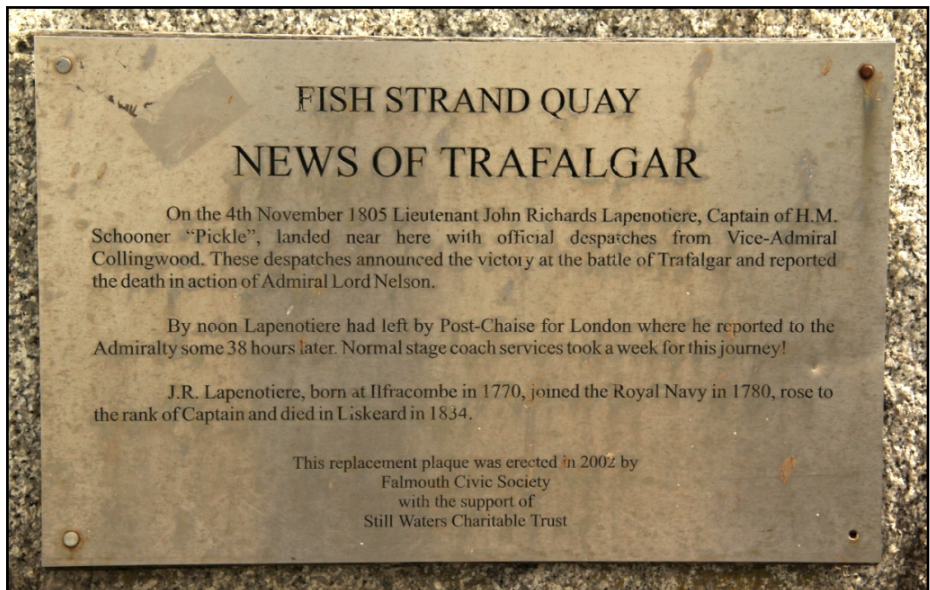 FISH STRAND QUAY
NEWS OF TRAFALGAR
On the 4th November 1805 Lieutenant John Richards Lapenotiere, Captain of H.M.
Schooner “Pickle”, landed near here with official despatches from Vice-Admiral
Collingwood. These despatches announced the victory at the battle of Trafalgar and reported
the death in action of Admiral Lord Nelson.
By noon Lapenotiere had left by Post-Chaise for London where he reported to the
Admiralty some 38 hours later. Normal stage coach services took a week for this journey!
J.R. Lapenotiere, born at Ilfracombe in 1770, joined the Royal Navy in 1780, rose to
the rank of Captain and died in Liskeard in 1834.
This replacement plaque was erected in 2002 by
Falmouth Civic Society
with the support of
Still Waters Charitable Trust